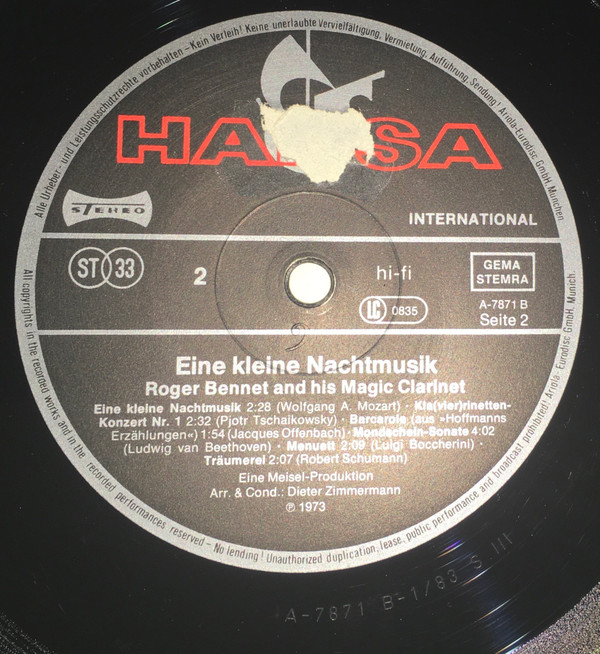 Alle Urheber- und Leistungsschutzrechte vorbehalten – Kein Verleih! Keine unerlaubte Vervielfältigung, Vermietung, Aufführung, Sendung! Ariola-Eurodisc GmbH München
HA SA
STEREO
INTERNATIONAL
ST 33
2
hi-fi
GEMA
STEMRA
LC 0835
A-7871 B
Seite 2
Eine kleine Nachtmusik
Roger Bennet and his Magic Clarinet
Eine kleine Nachtmusik 2:28 (Wolfgang A. Mozart) · Kla(vier)rinetten-
Konzert Nr. 1 2:32 (Pjotr Tschaikowsky) · Barcarole (aus »Hoffmanns
Erzählungen«) 1:54 (Jacques Offenbach) · Mondschein-Sonate 4:02
(Ludwig van Beethoven) · Menuett 2:09 (Luigi Boccherini) ·
Träumerei 2:07 (Robert Schumann)
Eine Meisel-Produktion
Arr. & Cond.: Dieter Zimmermann
℗ 1973
All copyrights in the recorded works and in the recorded performances reserved – No lending! Unauthorized duplication, lease, public performance and broadcast prohibited! Ariola-Eurodisc GmbH. Munich.
A-7871 B-1/83 S III